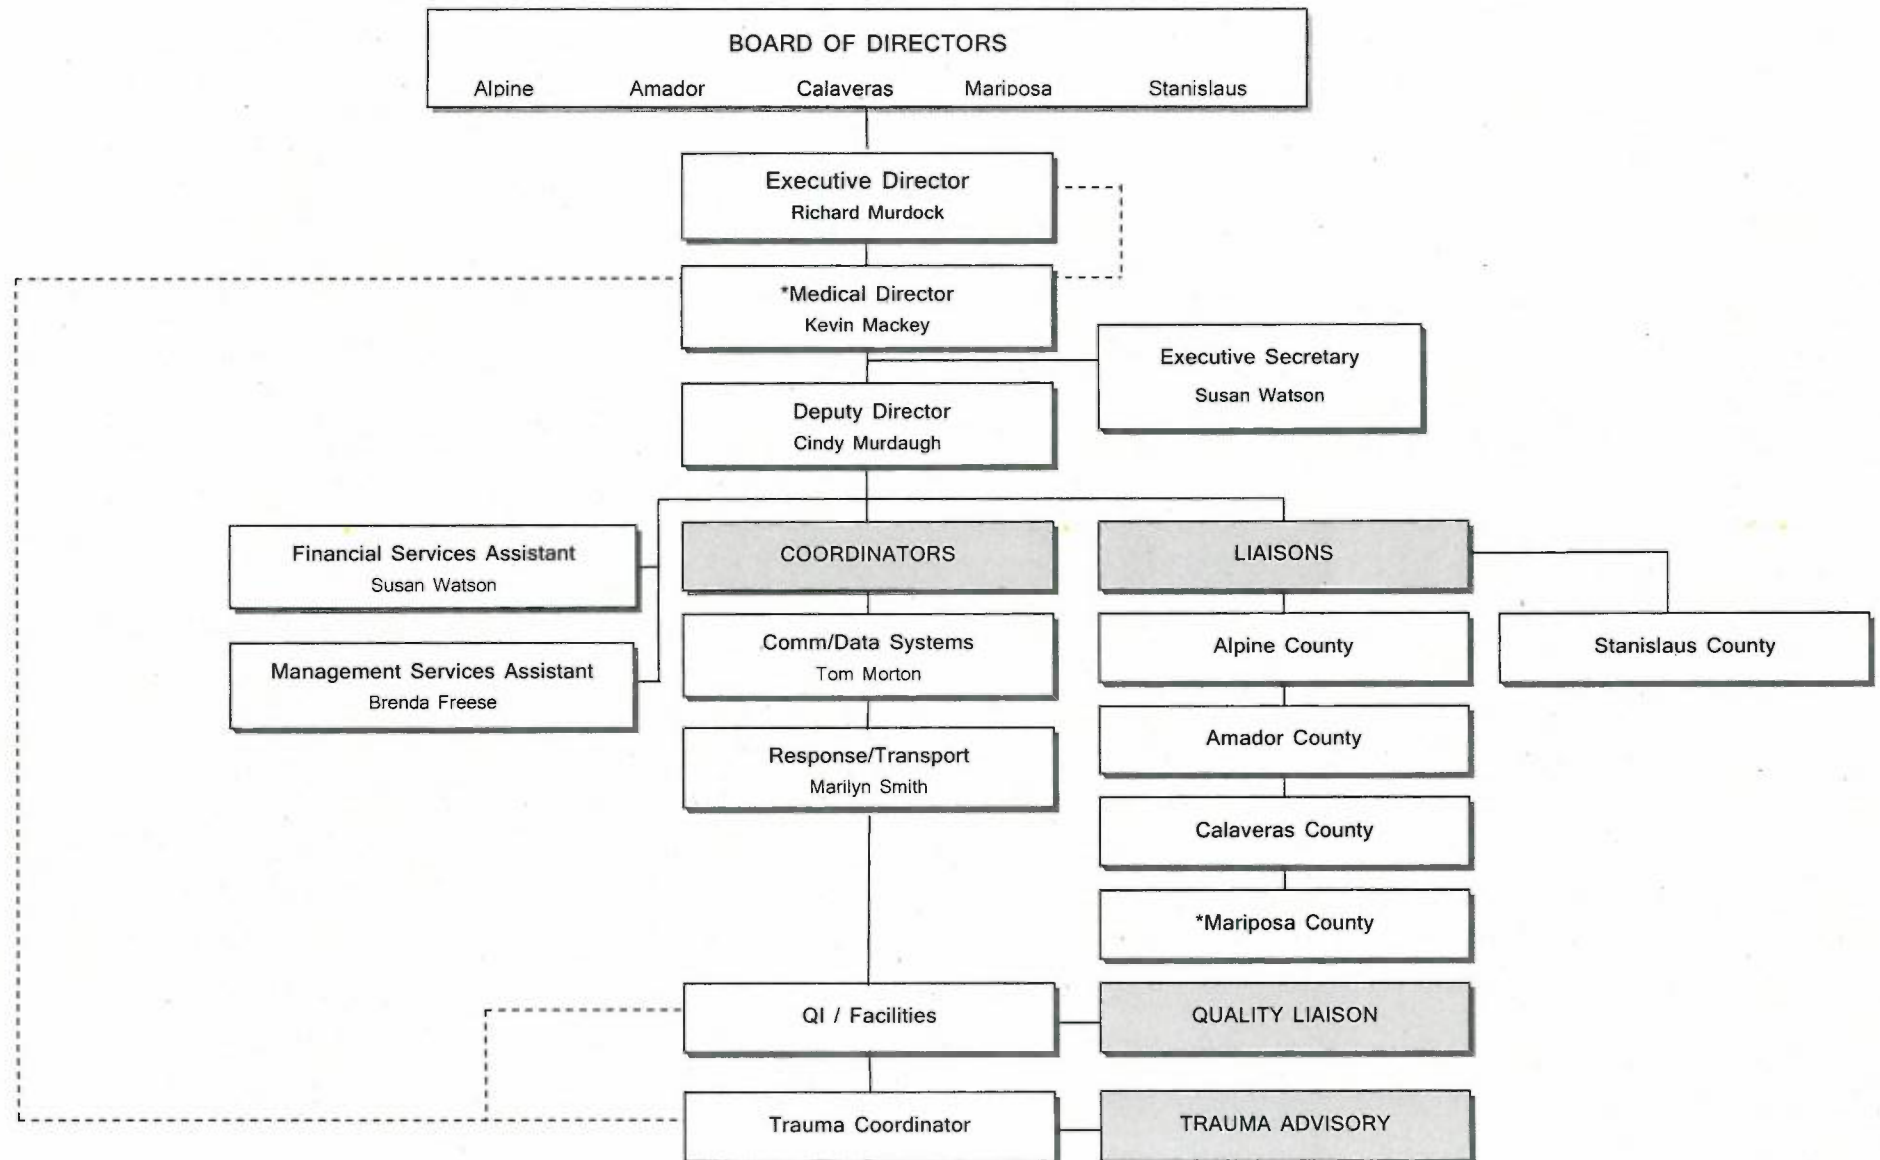 BOARD OF DIRECTORS
Alpine Amador Calaveras Mariposa Stanislaus
Executive Director
Richard Murdock
*Medical Director
Kevin Mackey
Executive Secretary
Susan Watson
Deputy Director
Cindy Murdaugh
Financial Services Assistant
Susan Watson
Management Services Assistant
Brenda Freese
COORDINATORS
Comm/Data Systems
Tom Morton
Response/Transport
Marilyn Smith
QI / Facilities
Trauma Coordinator
LIAISONS
Alpine County
Amador County
Calaveras County
*Mariposa County
Stanislaus County
QUALITY LIAISON
TRAUMA ADVISORY